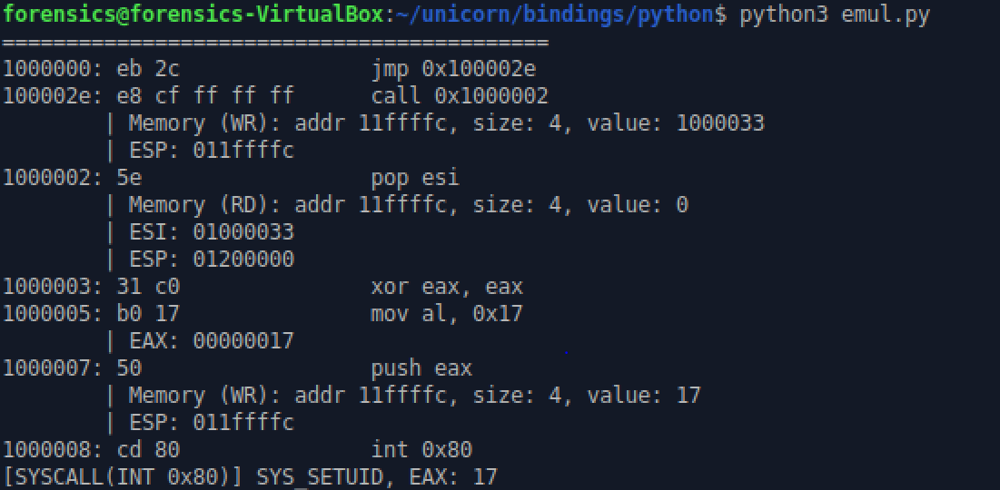 forensics@forensics-VirtualBox:~/unicorn/bindings/python$ python3 emul.py
===========================================
1000000: eb 2c                jmp 0x100002e
100002e: e8 cf ff ff ff       call 0x1000002
          | Memory (WR): addr 11ffffc, size: 4, value: 1000033
          | ESP: 011ffffc
1000002: 5e                   pop esi
          | Memory (RD): addr 11ffffc, size: 4, value: 0
          | ESI: 01000033
          | ESP: 01200000
1000003: 31 c0                xor eax, eax
1000005: b0 17                mov al, 0x17
          | EAX: 00000017
1000007: 50                   push eax
          | Memory (WR): addr 11ffffc, size: 4, value: 17
          | ESP: 011ffffc
1000008: cd 80                int 0x80
[SYSCALL(INT 0x80)] SYS_SETUID, EAX: 17